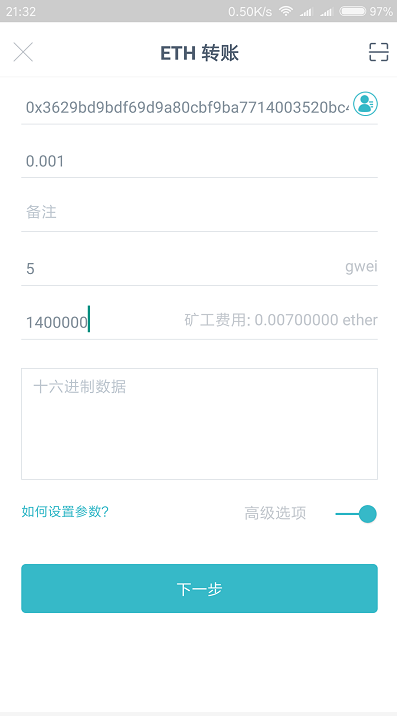 21:32 0.50K/s 97%
ETH 转账
0x3629bd9bdf69d9a80cbf9ba7714003520bc4
0.001
备注
5 gwei
1400000 矿工费用: 0.00700000 ether
十六进制数据
如何设置参数? 高级选项
下一步